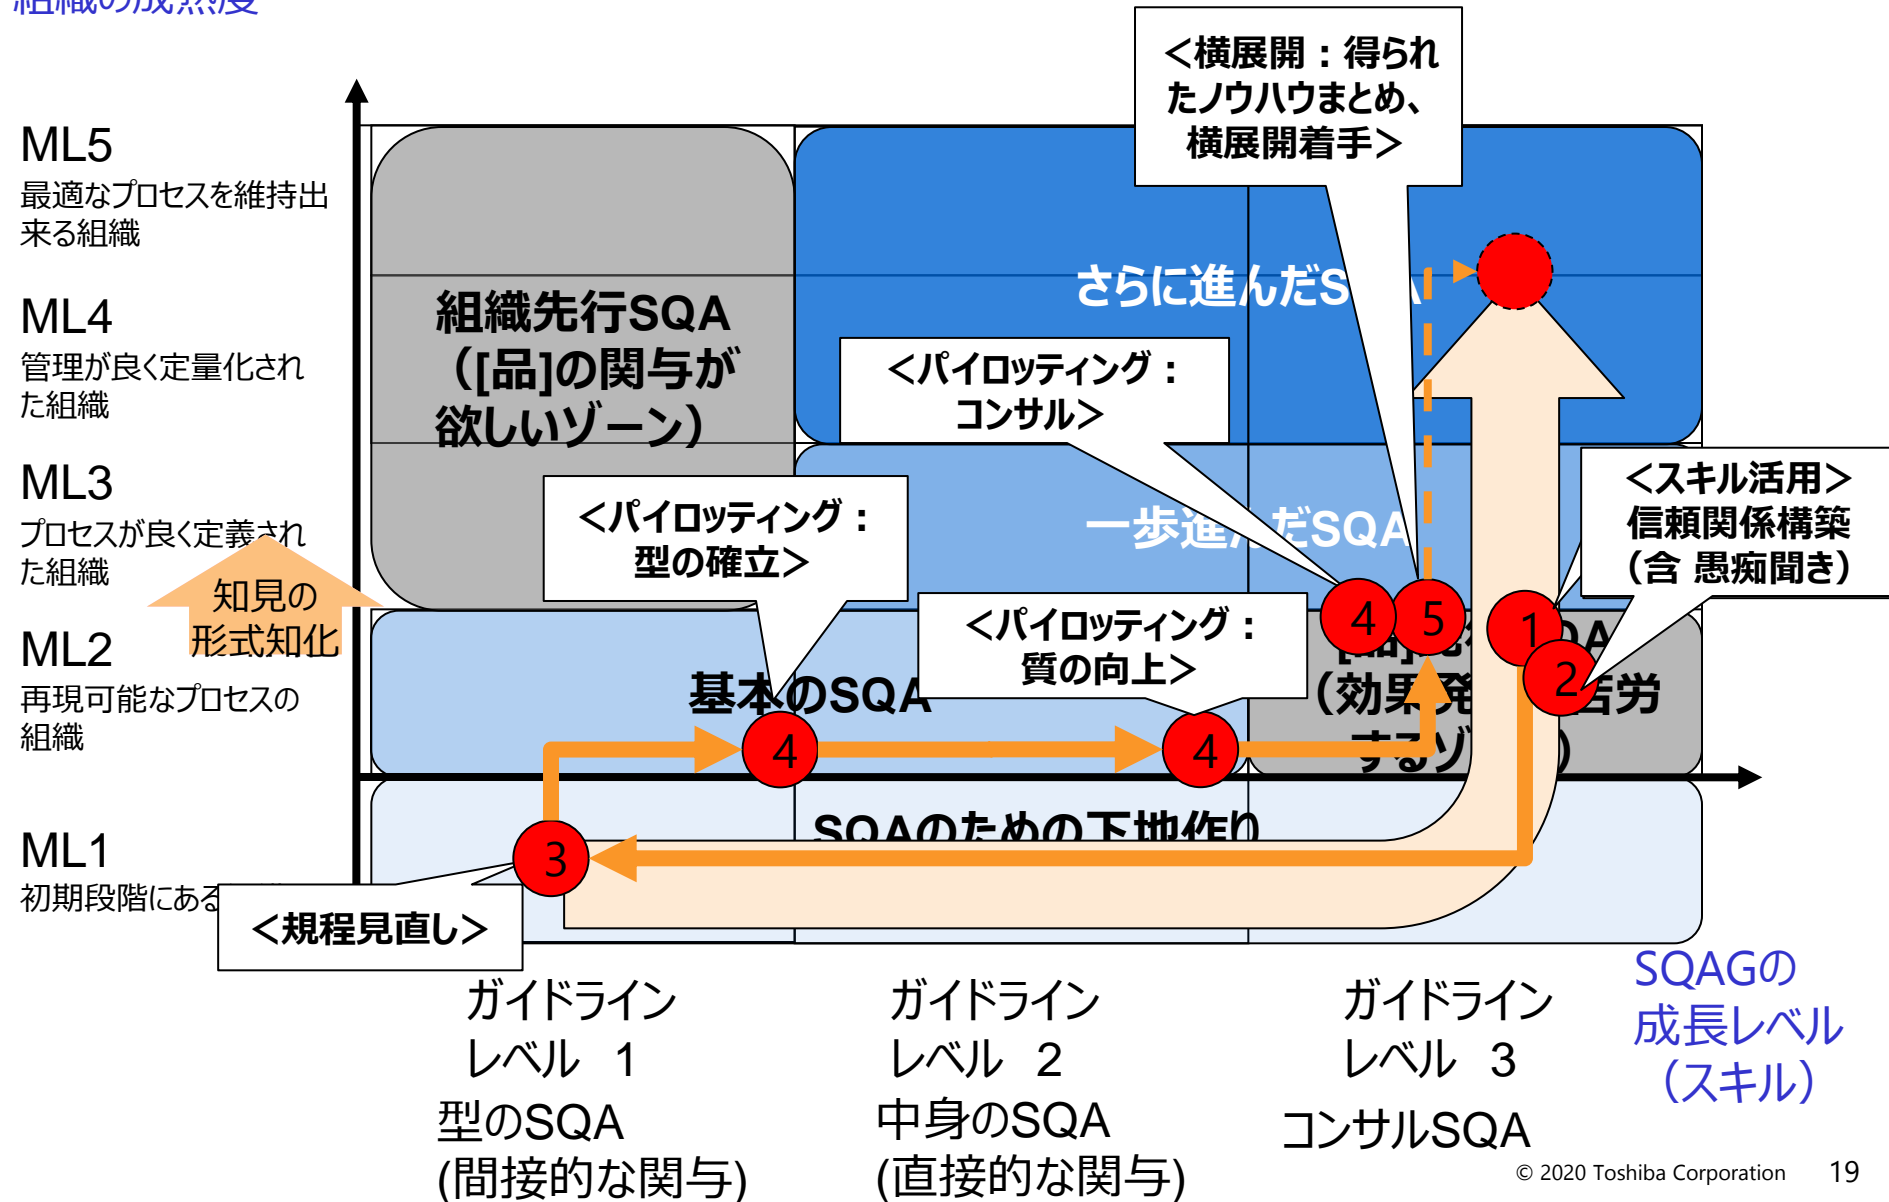 組織の成熟度
ML5
最適なプロセスを維持出
来る組織
ML4
管理が良く定量化され
た組織
ML3
プロセスが良く定義され
た組織
知見の
形式知化
ML2
再現可能なプロセスの
組織
ML1
初期段階にある
＜横展開：得られ
たノウハウまとめ、
横展開着手＞
組織先行SQA
（[品]の関与が
欲しいゾーン）
さらに進んだS
＜パイロッティング：
コンサル＞
一歩進んだSQA
＜パイロッティング：
型の確立＞
＜スキル活用＞
信頼関係構築
（含 愚痴聞き）
＜パイロッティング：
質の向上＞
基本のSQA
（効果発 苦労
するゾ ）
4
5
1
2
4
4
3
SQAのための下地作り
＜規程見直し＞
ガイドライン
レベル 1
型のSQA
(間接的な関与)
ガイドライン
レベル 2
中身のSQA
(直接的な関与)
ガイドライン
レベル 3
コンサルSQA
SQAGの
成長レベル
（スキル）
© 2020 Toshiba Corporation 19